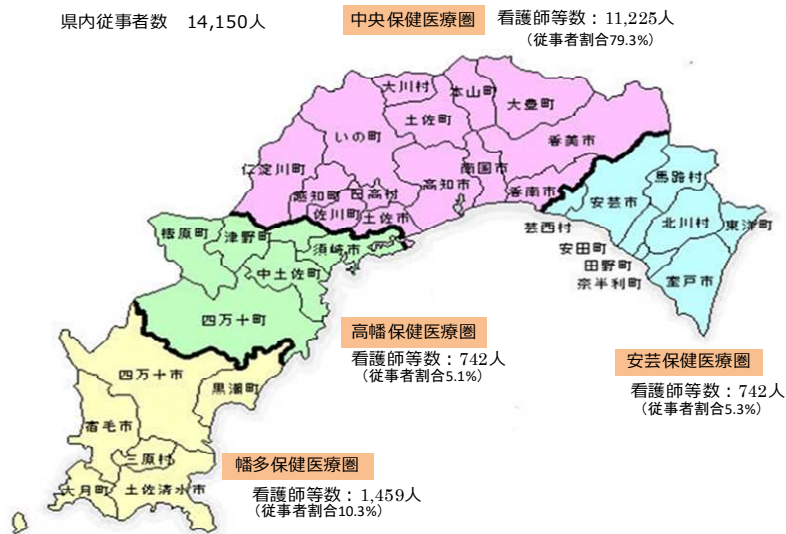 県内従事者数 14,150人
中央保健医療圏
看護師等数：11,225人
（従事者割合79.3%）
大川村
本山町
大豊町
土佐町
いの町
香美市
仁淀川町
南国市
高知市
越知町
日高村
香南市
佐川町
土佐市
馬路村
安芸市
北川村
東洋町
芸西村
安田町
田野町
奈半利町
室戸市
梼原町
津野町
須崎市
中土佐町
四万十町
高幡保健医療圏
看護師等数：742人
（従事者割合5.1%）
安芸保健医療圏
看護師等数：742人
（従事者割合5.3%）
四万十市
黒潮町
宿毛市
三原村
大月町
土佐清水市
幡多保健医療圏
看護師等数：1,459人
（従事者割合10.3%）